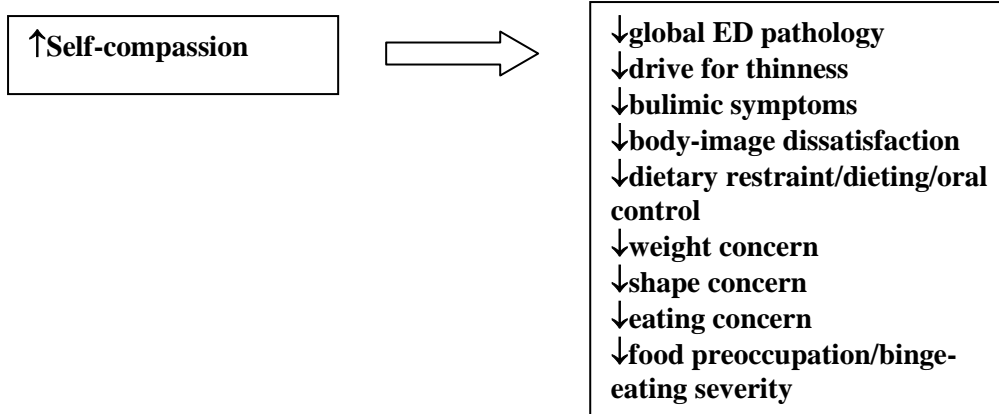 ↑Self-compassion
↓global ED pathology
↓drive for thinness
↓bulimic symptoms
↓body-image dissatisfaction
↓dietary restraint/dieting/oral
control
↓weight concern
↓shape concern
↓eating concern
↓food preoccupation/binge-
eating severity